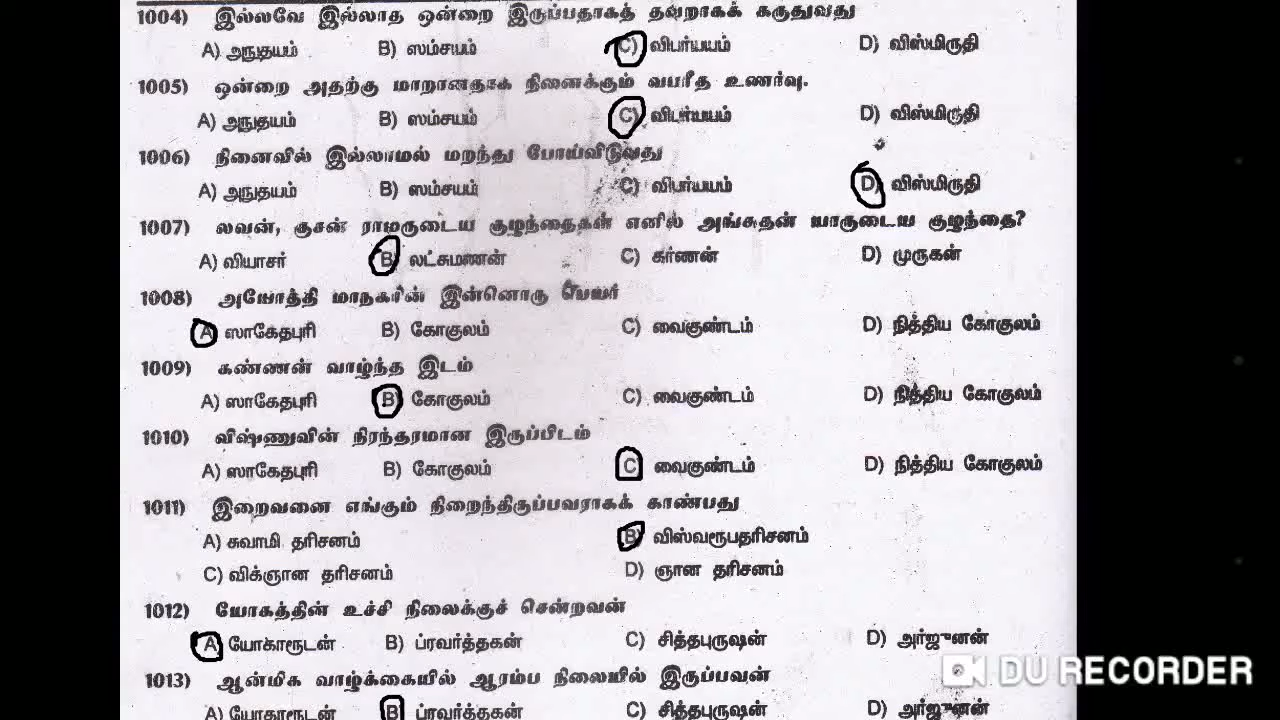 1004) இல்லவே இல்லாத ஒன்றை இருப்பதாகத் தவறாகக் கருதுவது
A) அநுதயம் B) ஸம்சயம் C) விபர்யயம் D) விஸ்மிருதி
1005) ஒன்றை அதற்கு மாறானதாக நினைக்கும் வபரீத உணர்வு.
A) அநுதயம் B) ஸம்சயம் C) விபர்யயம் D) விஸ்மிருதி
1006) நினைவில் இல்லாமல் மறந்து போய்விடுவது
A) அநுதயம் B) ஸம்சயம் C) விபர்யயம் D) விஸ்மிருதி
1007) லவன், குசன் ராமருடைய குழந்தைகள் எனில் அங்கதன் யாருடைய குழந்தை?
A) வியாசர் B) லட்சுமணன் C) கர்ணன் D) முருகன்
1008) அயோத்தி மாநகரின் இன்னொரு பெயர்
A) ஸாகேதபுரி B) கோகுலம் C) வைகுண்டம் D) நித்திய கோகுலம்
1009) கண்ணன் வாழ்ந்த இடம்
A) ஸாகேதபுரி B) கோகுலம் C) வைகுண்டம் D) நித்திய கோகுலம்
1010) விஷ்ணுவின் நிரந்தரமான இருப்பிடம்
A) ஸாகேதபுரி B) கோகுலம் C வைகுண்டம் D) நித்திய கோகுலம்
1011) இறைவனை எங்கும் நிறைந்திருப்பவராகக் காண்பது
A) சுவாமி தரிசனம் B) விஸ்வரூபதரிசனம்
C) விக்ஞான தரிசனம் D) ஞான தரிசனம்
1012) யோகத்தின் உச்சி நிலைக்குச் சென்றவன்
A) யோகாரூடன் B) ப்ரவர்த்தகன் C) சித்தபுருஷன் D) அர்ஜுனன்
DU RECORDER
1013) ஆன்மிக வாழ்க்கையில் ஆரம்ப நிலையில் இருப்பவன்
A) யோகாரூடன் B) ப்ரவர்த்தகன் C) சித்தபுருஷன் D) அர்ஜுனன்